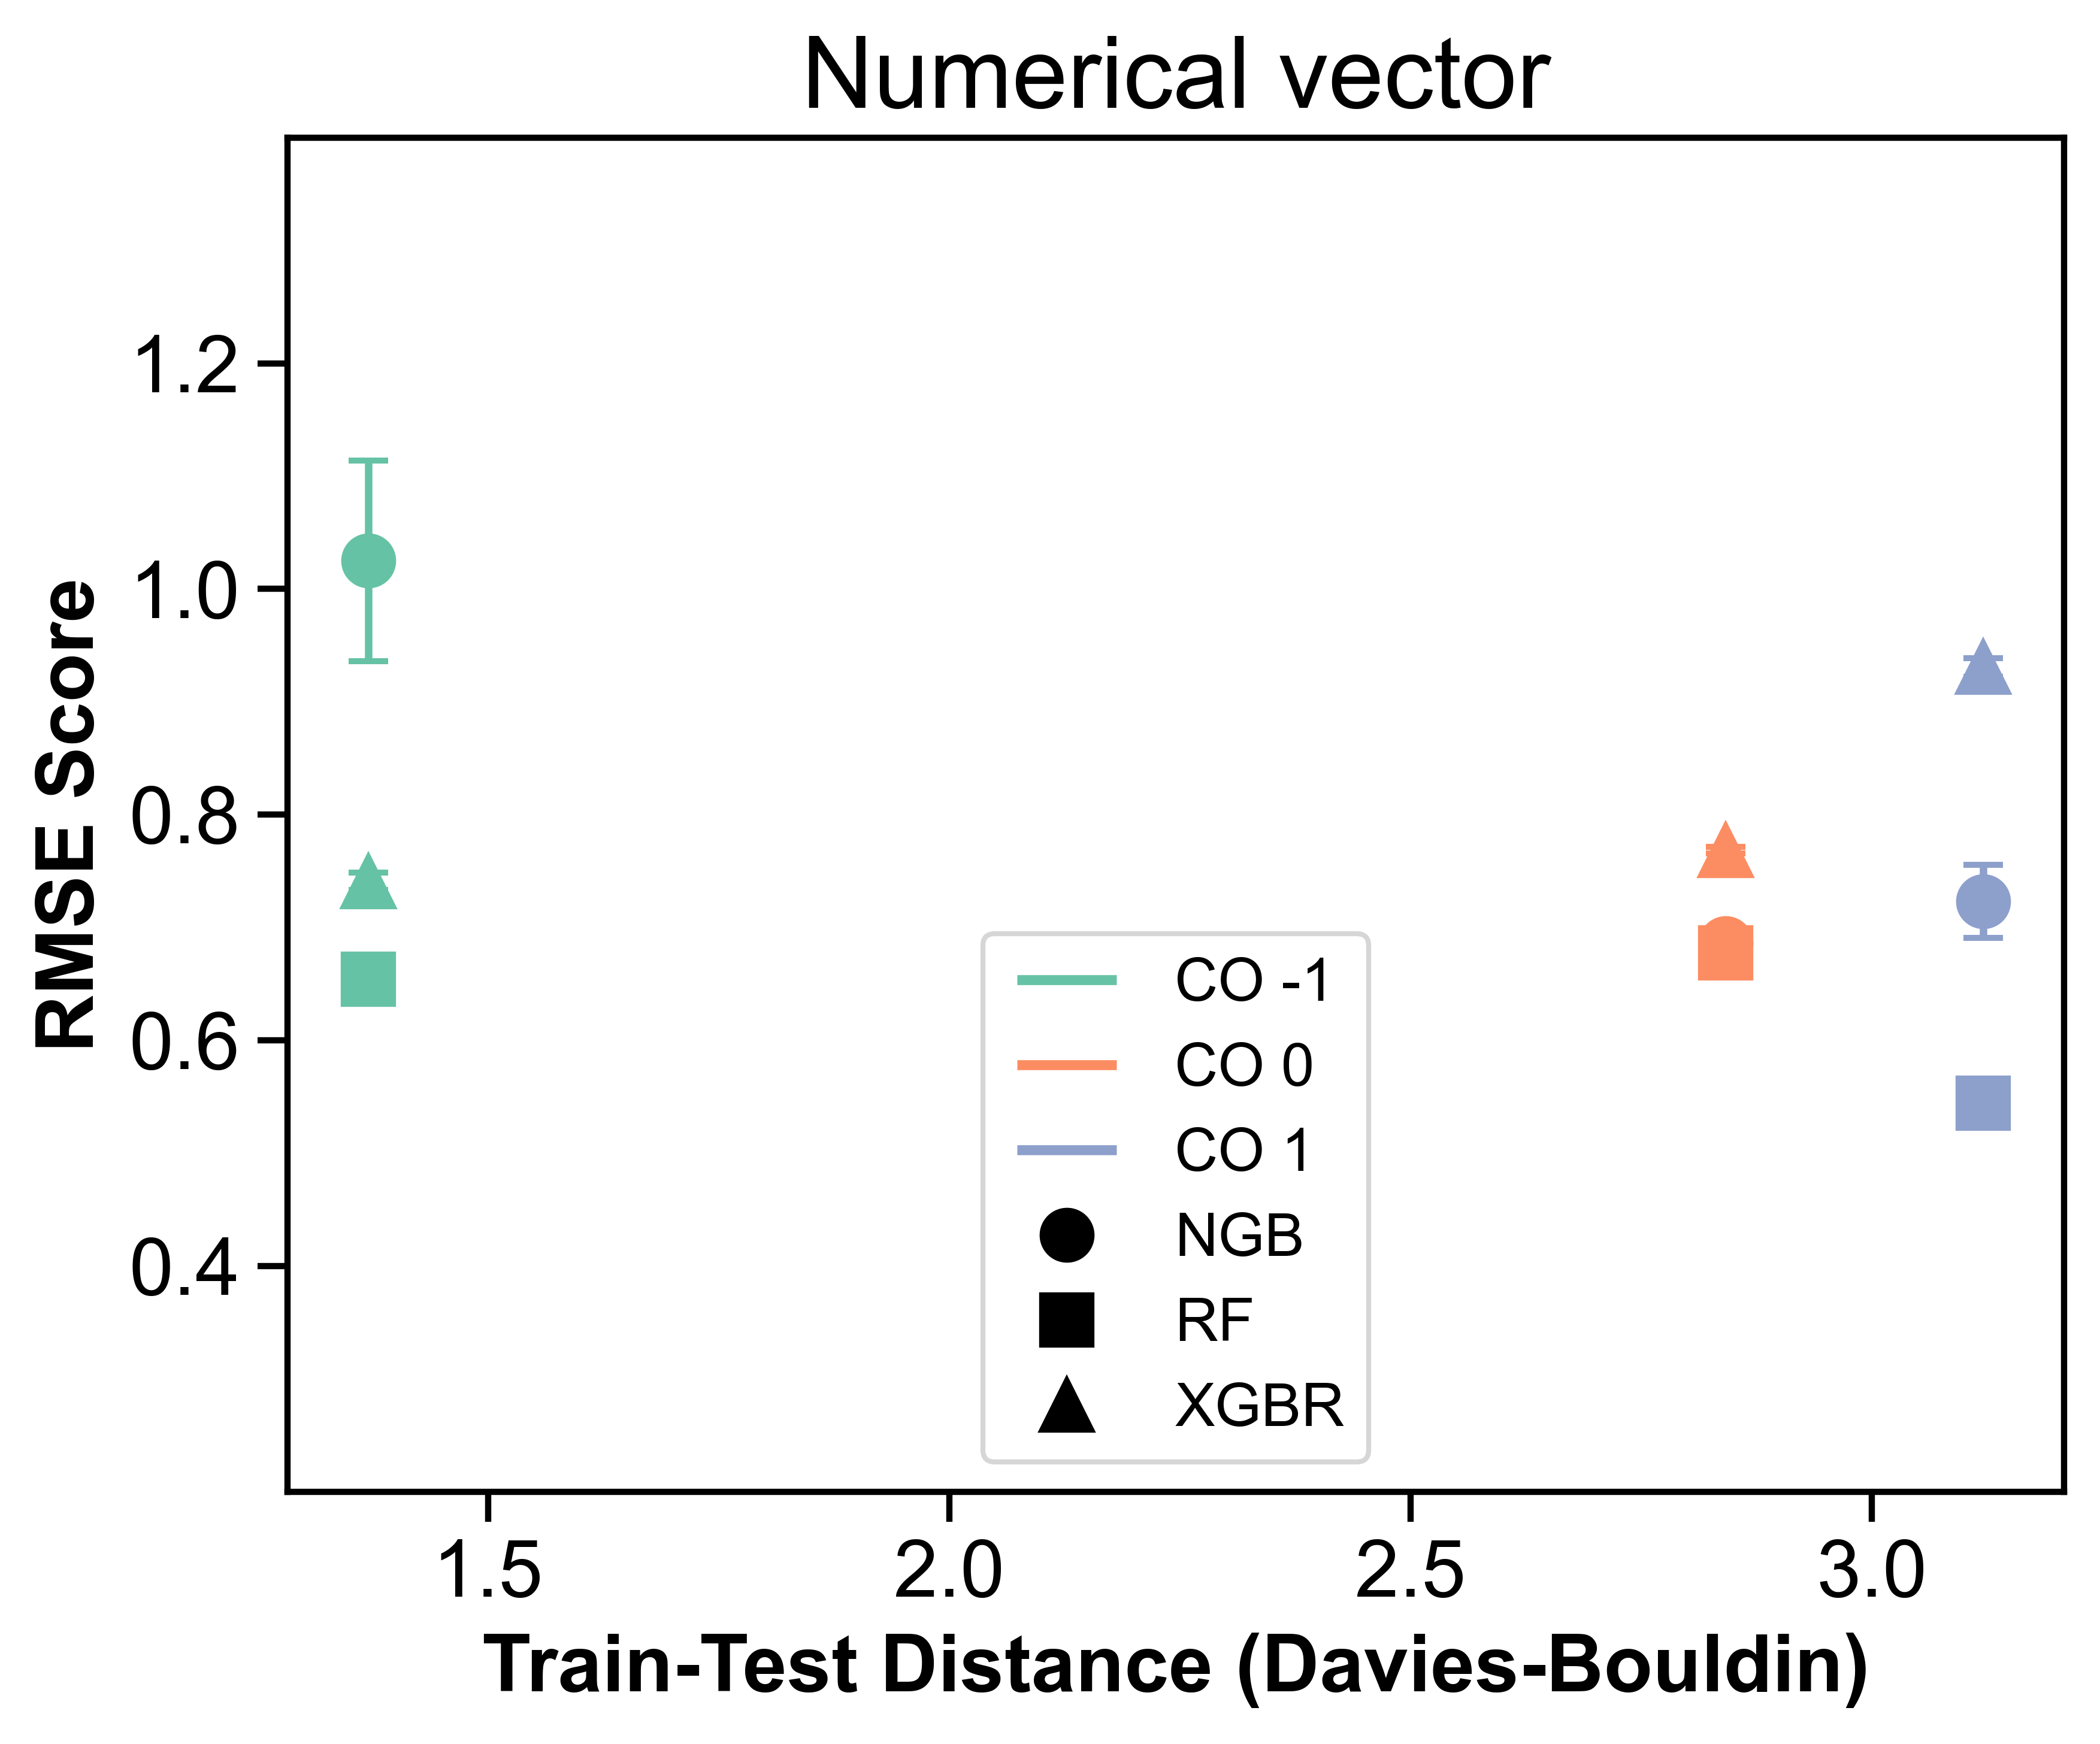 Numerical vector
RMSE Score
1.2
1.0
0.8
0.6
0.4
CO -1
CO 0
CO 1
NGB
RF
XGBR
1.5 2.0 2.5 3.0
Train-Test Distance (Davies-Bouldin)